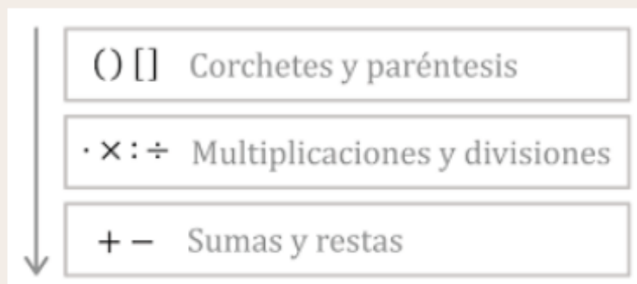 () [] Corchetes y paréntesis
· × : ÷ Multiplicaciones y divisiones
+ − Sumas y restas